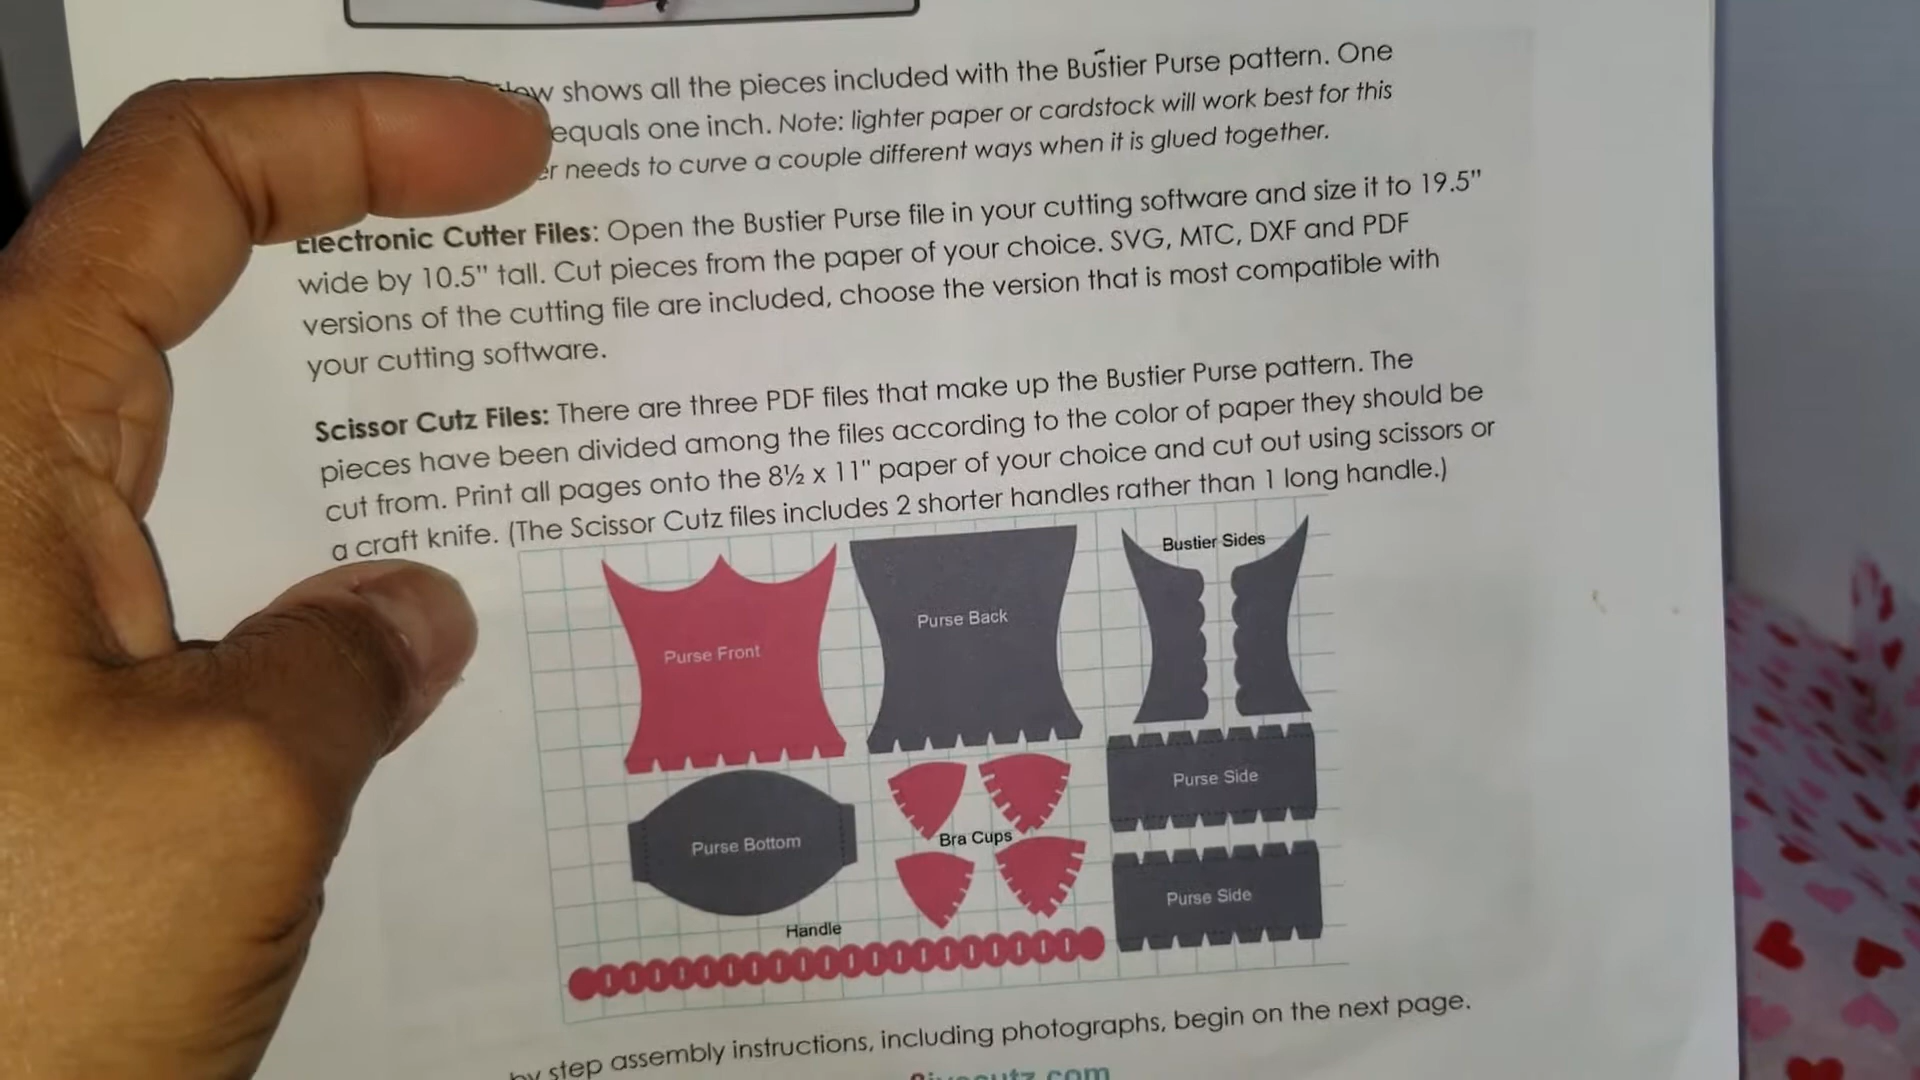 shows all the pieces included with the Bustier Purse pattern. One
equals one inch. Note: lighter paper or cardstock will work best for this
needs to curve a couple different ways when it is glued together.
Electronic Cutter Files: Open the Bustier Purse file in your cutting software and size it to 19.5"
wide by 10.5" tall. Cut pieces from the paper of your choice. SVG, MTC, DXF and PDF
versions of the cutting file are included, choose the version that is most compatible with
your cutting software.
Scissor Cutz Files: There are three PDF files that make up the Bustier Purse pattern. The
pieces have been divided among the files according to the color of paper they should be
cut from. Print all pages onto the 8½ x 11" paper of your choice and cut out using scissors or
a craft knife. (The Scissor Cutz files includes 2 shorter handles rather than 1 long handle.)
Bustier Sides
Purse Back
Purse Front
Purse Side
Bra Cups
Purse Bottom
Purse Side
Handle
step assembly instructions, including photographs, begin on the next page.